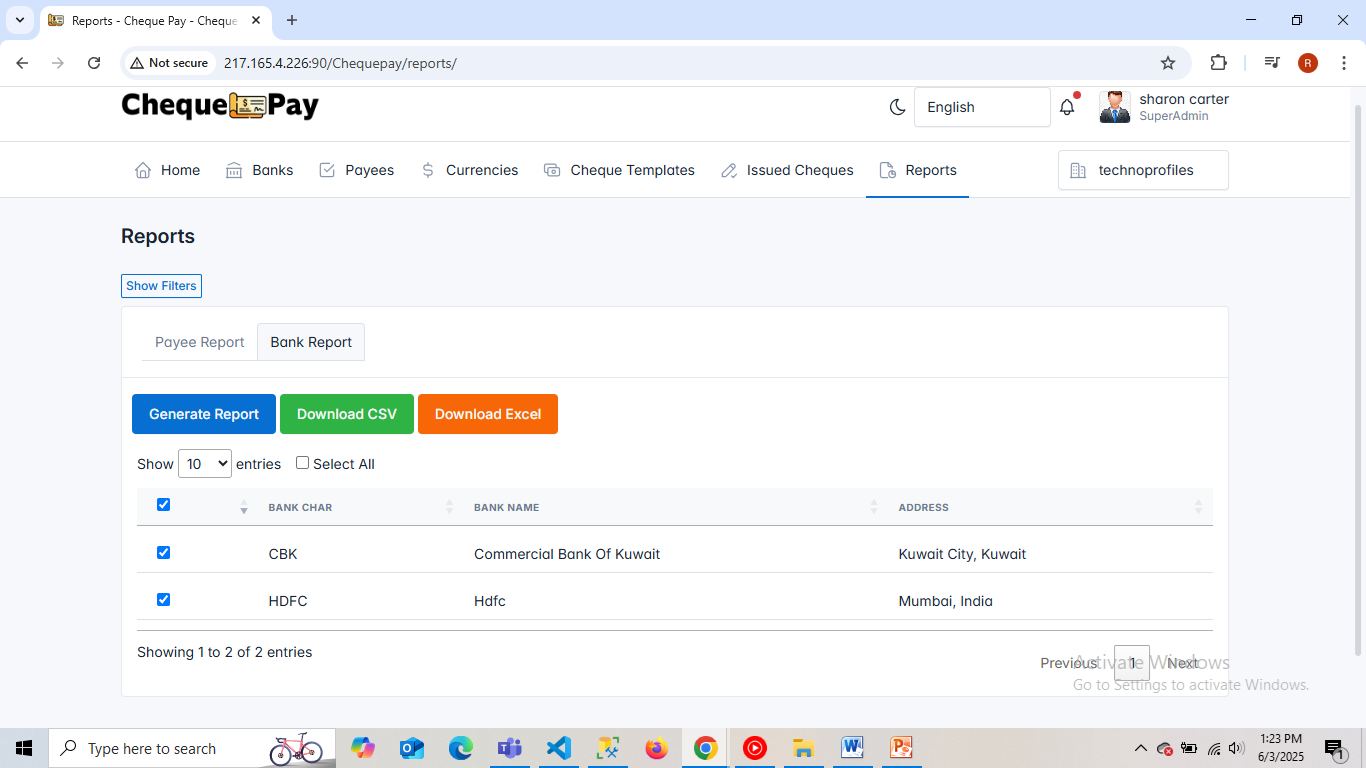 Reports - Cheque Pay - Cheque
Not secure 217.165.4.226:90/Chequepay/reports/
R
Cheque Pay
English
sharon carter
SuperAdmin
Home Banks Payees Currencies Cheque Templates Issued Cheques Reports technoprofiles
Reports
Show Filters
Payee Report Bank Report
Generate Report Download CSV Download Excel
Show 10 entries Select All
BANK CHAR BANK NAME ADDRESS
CBK Commercial Bank Of Kuwait Kuwait City, Kuwait
HDFC Hdfc Mumbai, India
Showing 1 to 2 of 2 entries
Previous 1 Next
Activate Windows
Go to Settings to activate Windows.
Type here to search
1:23 PM
6/3/2025
1